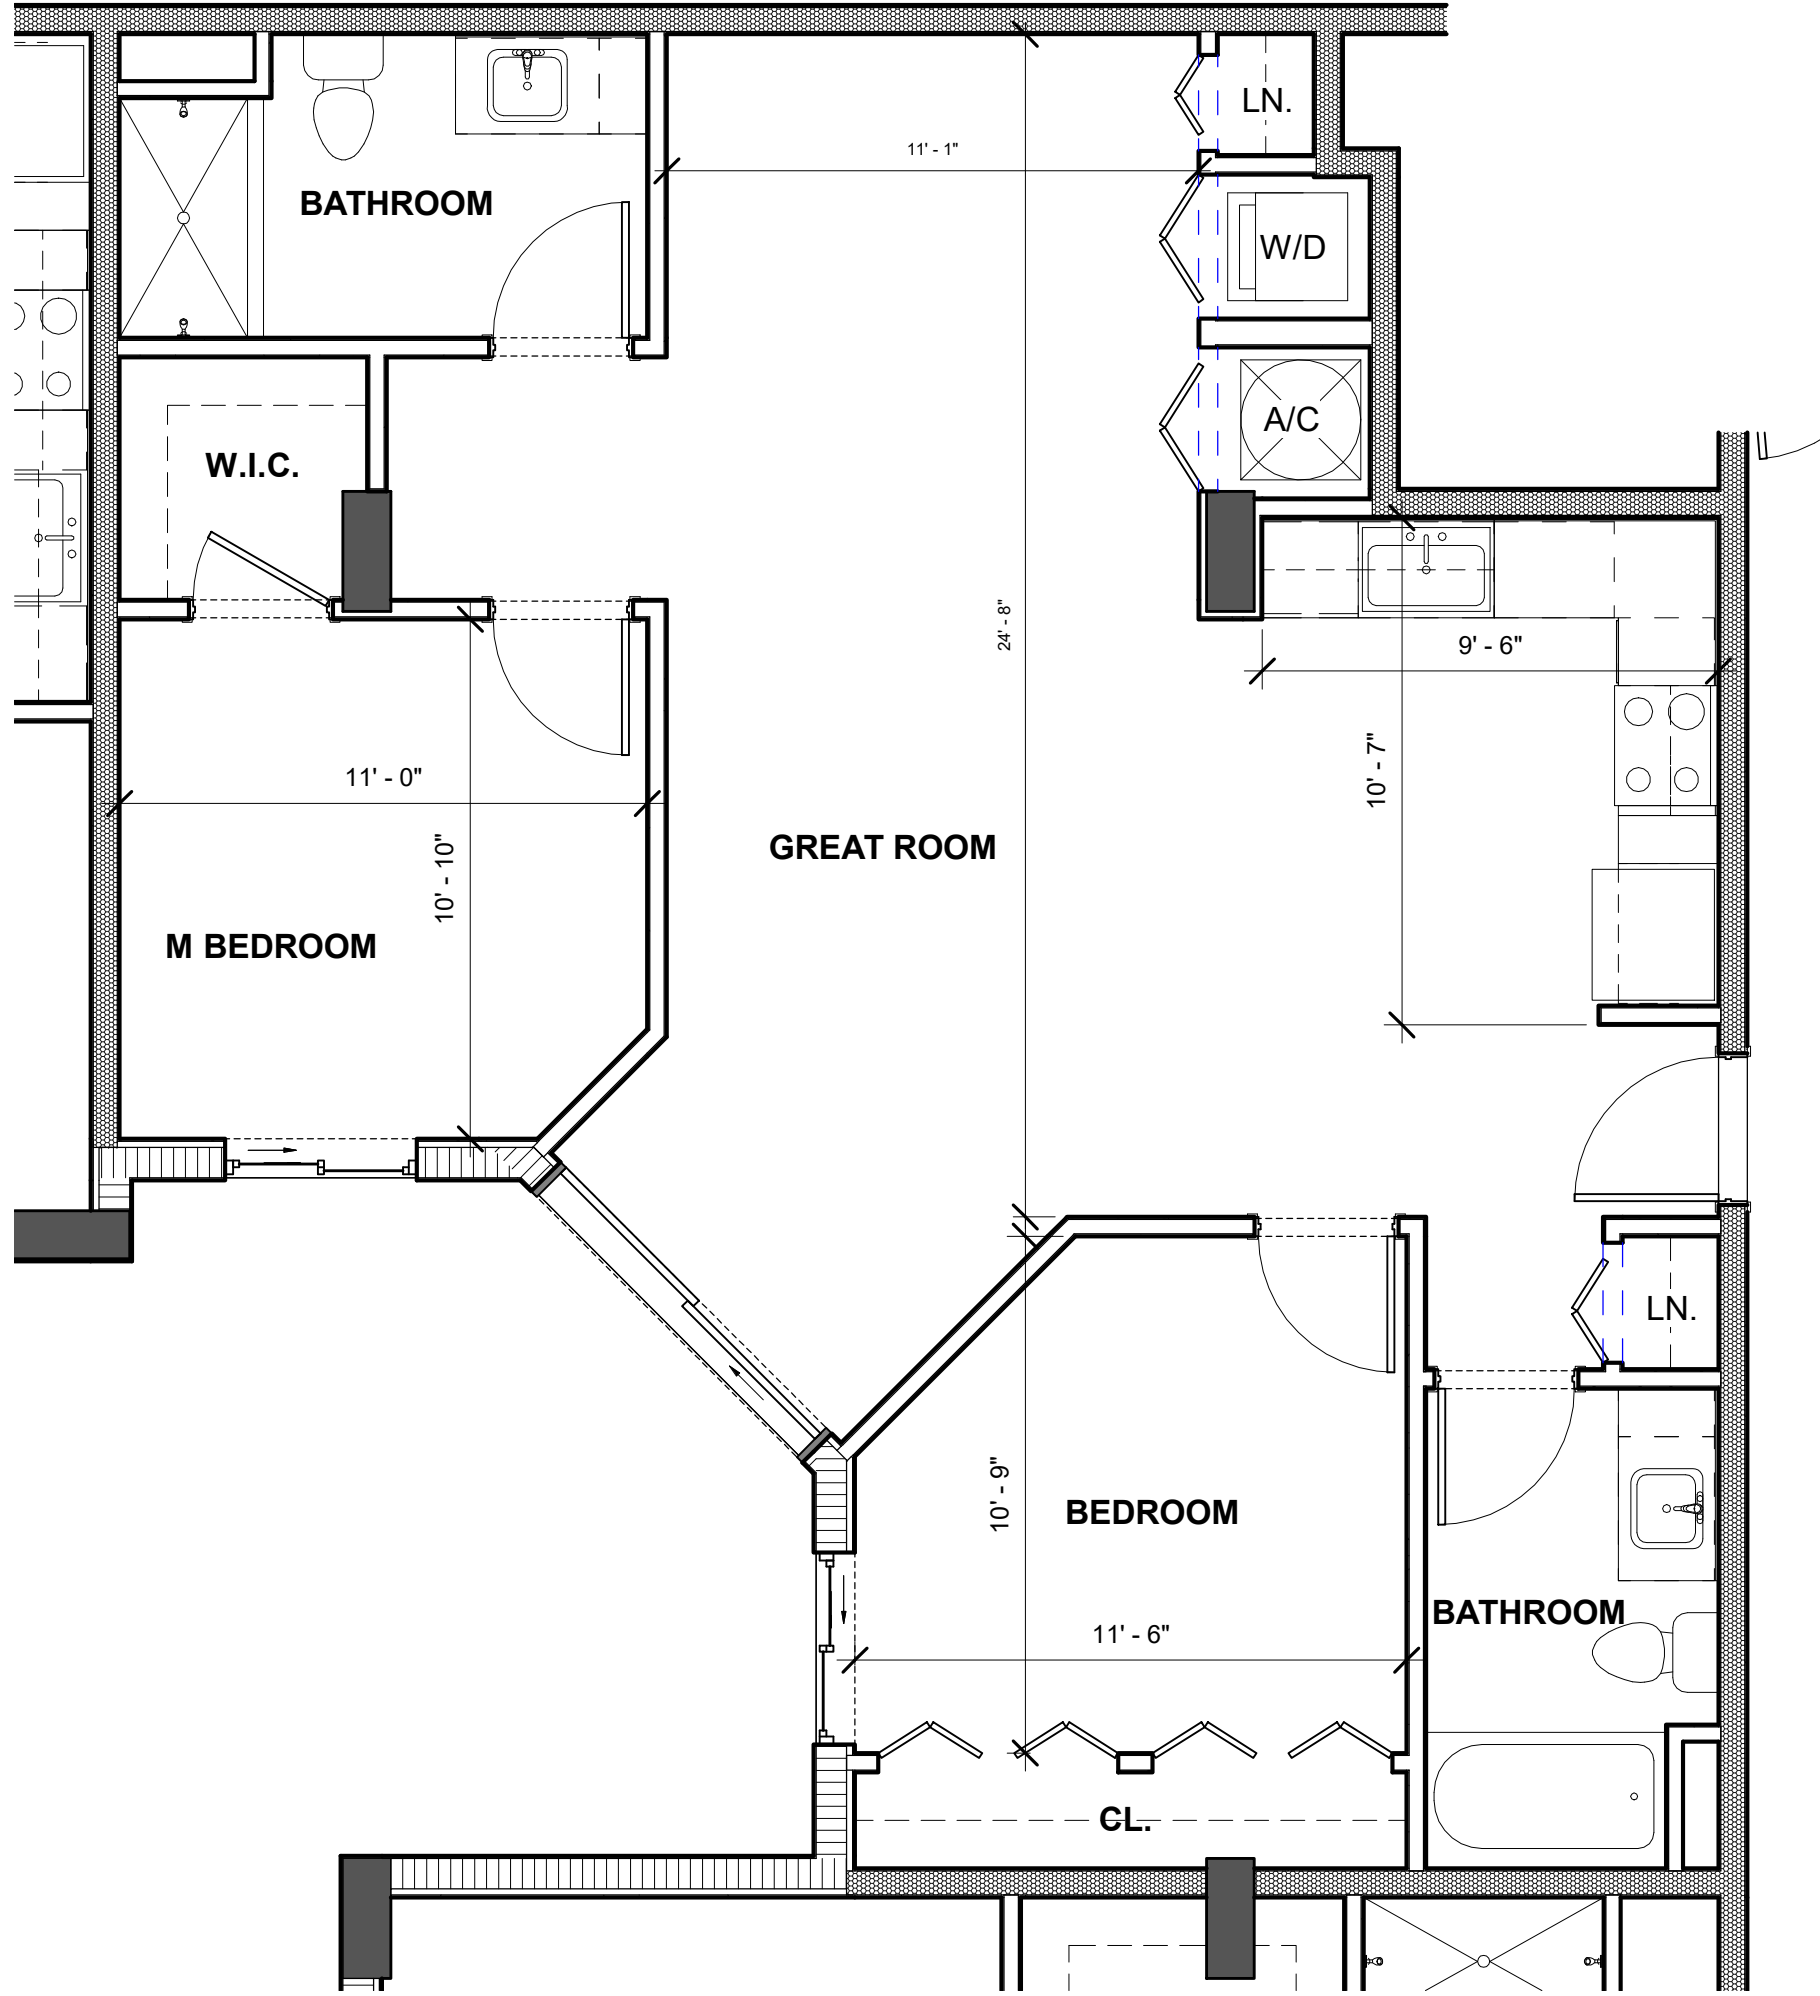 LN.
11' - 1"
BATHROOM
W/D
A/C
W.I.C.
24' - 8"
9' - 6"
10' - 7"
11' - 0"
10' - 10"
GREAT ROOM
M BEDROOM
LN.
10' - 9"
BEDROOM
BATHROOM
11' - 6"
CL.